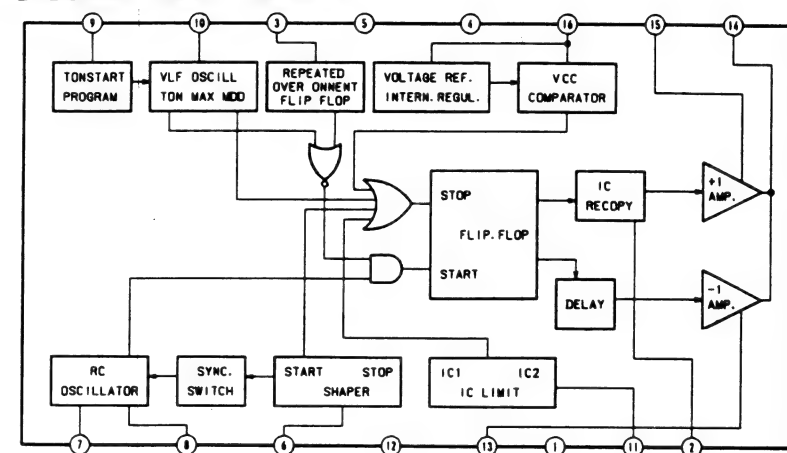 9 10 3 5 4 16 15 14
TONSTART
PROGRAM
VLF OSCILL
TON MAX MDD
REPEATED
OVER ONNENT
FLIP FLOP
VOLTAGE REF.
INTERN.REGUL.
VCC
COMPARATOR
STOP
FLIP.FLOP
START
IC
RECOPY
+1
AMP.
DELAY
-1
AMP.
RC
OSCILLATOR
SYNC.
SWITCH
START STOP
SHAPER
IC1 IC2
IC LIMIT
7 8 6 12 13 1 11 2